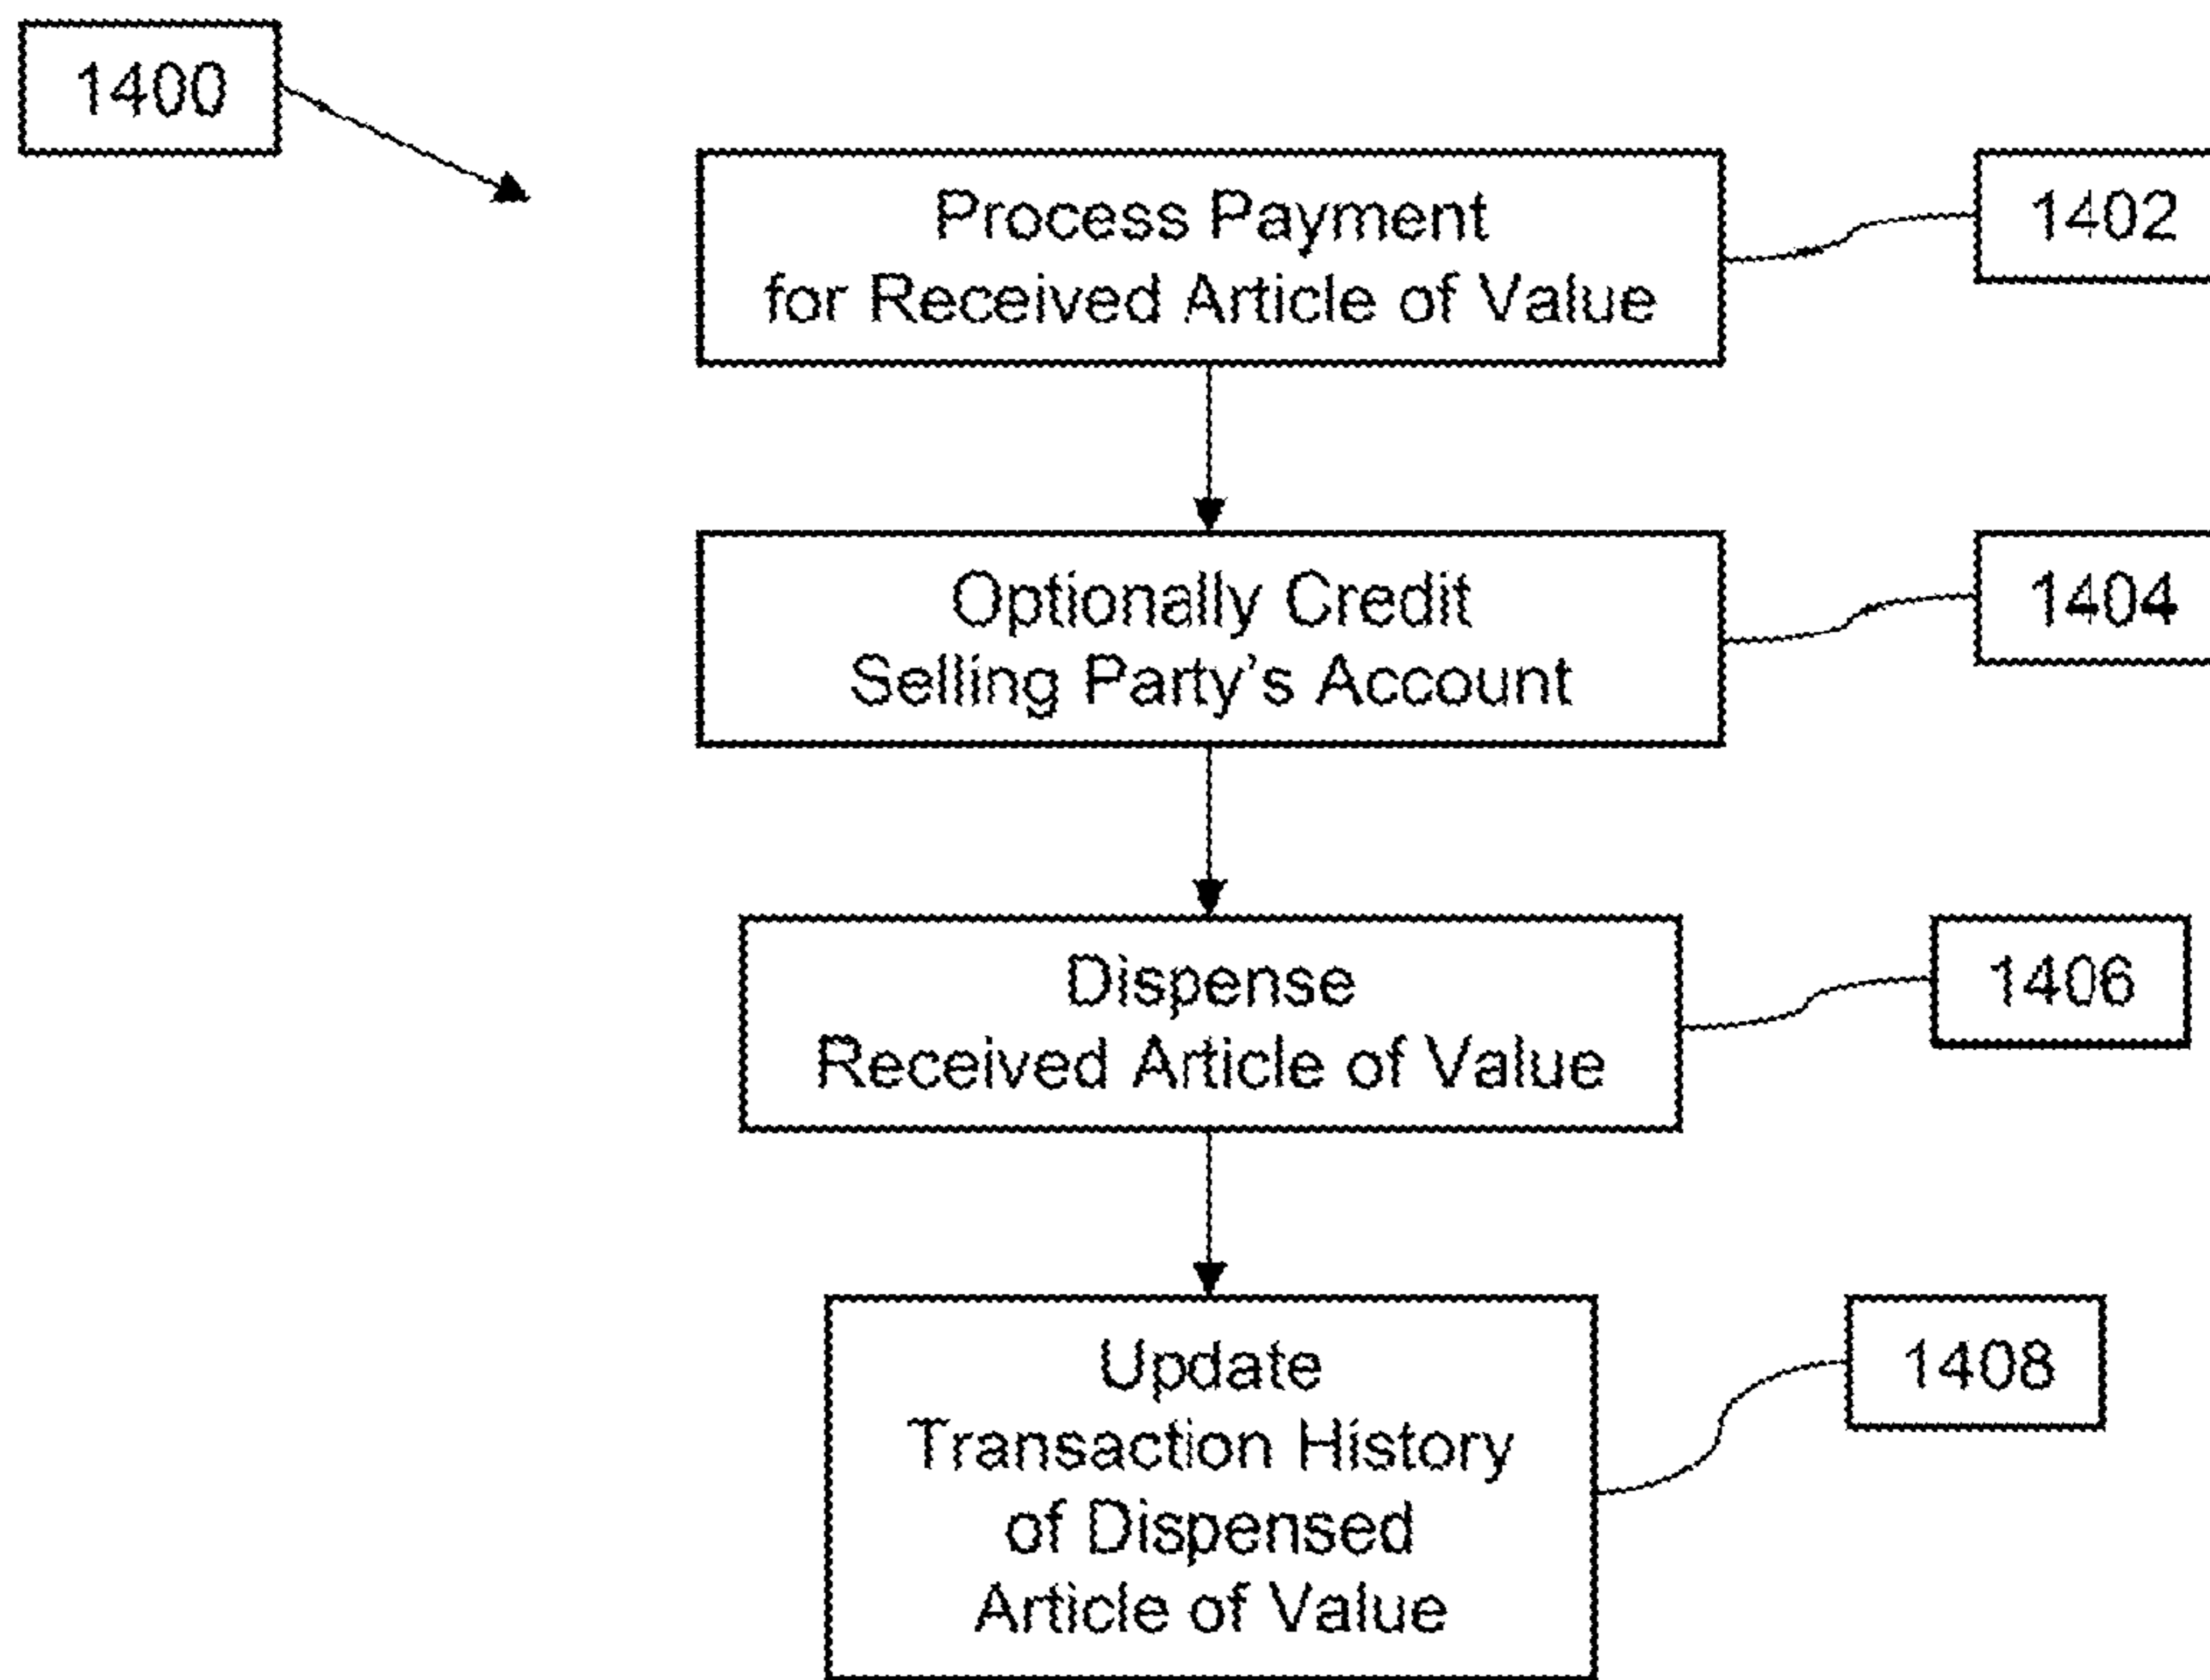 1400
Process Payment
for Received Article of Value
1402
Optionally Credit
Selling Party's Account
1404
Dispense
Received Article of Value
1406
Update
Transaction History
of Dispensed
Article of Value
1408